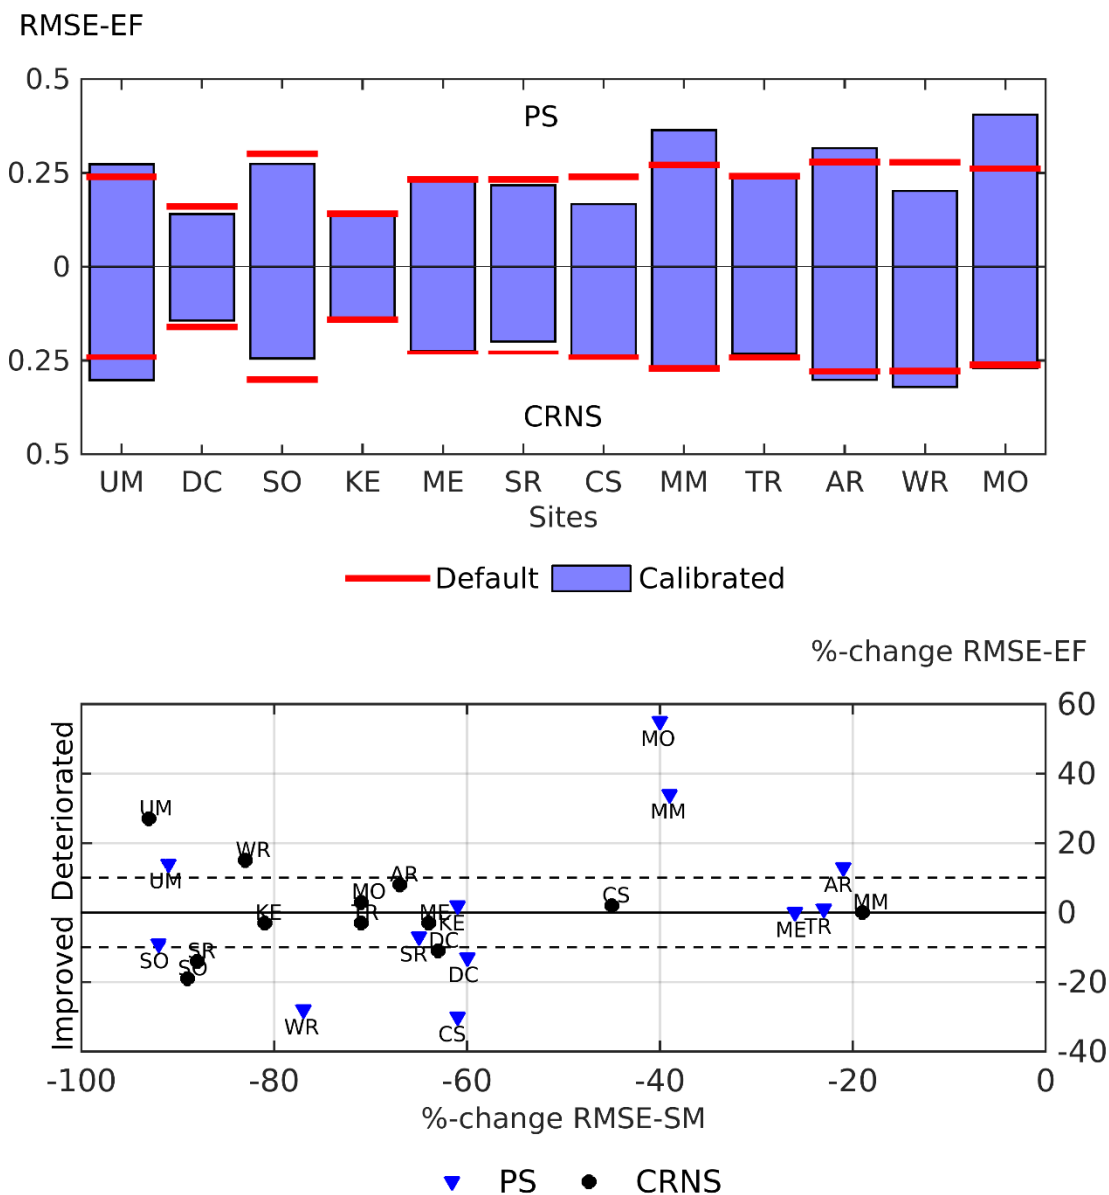 RMSE-EF
0.5
PS
0.25
0
0.25
CRNS
0.5
UM DC SO KE ME SR CS MM TR AR WR MO
Sites
Default Calibrated
%-change RMSE-EF
60
MO
40
UM
MM
20
WR
UM
AR
AR
MO
CS
MM
KE
TR
ME
0
KE
ME
TR
DC
SO
SR
SR
SO
DC
-20
WR
CS
-40
Improved Deteriorated
-100 -80 -60 -40 -20 0
%-change RMSE-SM
PS CRNS